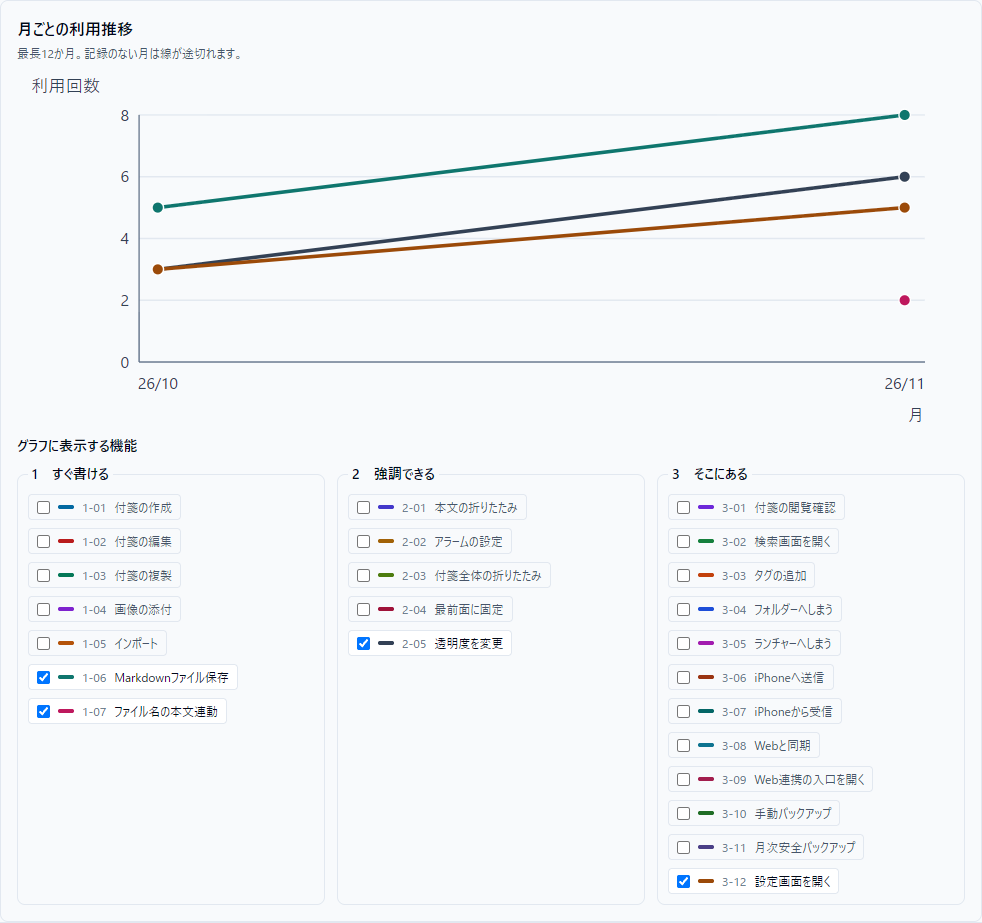 月ごとの利用推移
最長12か月。記録のない月は線が途切れます。
利用回数
8
6
4
2
0
26/10
26/11
月
グラフに表示する機能
1 すぐ書ける
1-01 付箋の作成
1-02 付箋の編集
1-03 付箋の複製
1-04 画像の添付
1-05 インポート
1-06 Markdownファイル保存
1-07 ファイル名の本文連動
2 強調できる
2-01 本文の折りたたみ
2-02 アラームの設定
2-03 付箋全体の折りたたみ
2-04 最前面に固定
2-05 透明度を変更
3 そこにある
3-01 付箋の閲覧確認
3-02 検索画面を開く
3-03 タグの追加
3-04 フォルダーへしまう
3-05 ランチャーへしまう
3-06 iPhoneへ送信
3-07 iPhoneから受信
3-08 Webと同期
3-09 Web連携の入口を開く
3-10 手動バックアップ
3-11 月次安全バックアップ
3-12 設定画面を開く